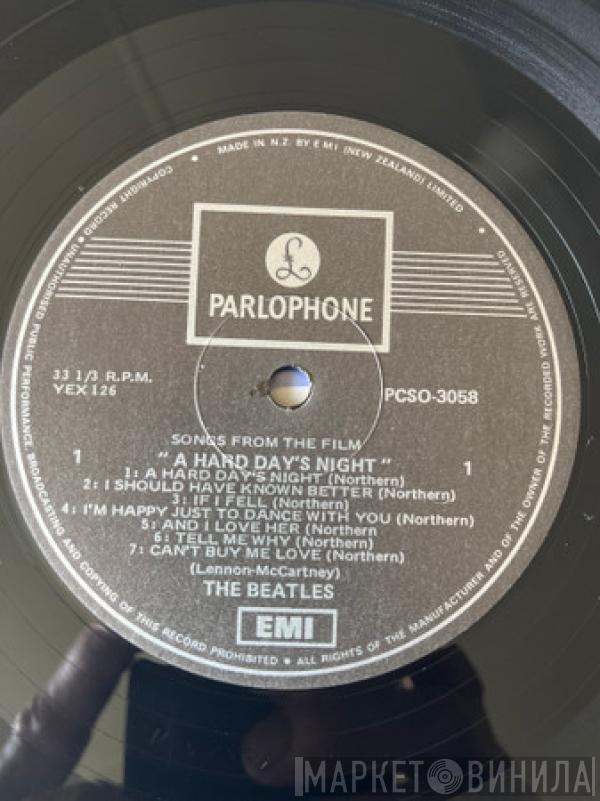 MADE IN N.Z. BY EMI (NEW ZEALAND) LIMITED • ALL RIGHTS OF THE MANUFACTURER AND OF THE OWNER OF THE RECORDED WORK ARE RESERVED
UNAUTHORISED PUBLIC PERFORMANCE, BROADCASTING AND COPYING OF THIS RECORD PROHIBITED •
COPYRIGHT RECORD •
£
PARLOPHONE
33 1/3 R.P.M.
YEX 126
PCSO-3058
SONGS FROM THE FILM
1 "A HARD DAY'S NIGHT" 1
1: A HARD DAY'S NIGHT (Northern)
2: I SHOULD HAVE KNOWN BETTER (Northern)
3: IF I FELL (Northern)
4: I'M HAPPY JUST TO DANCE WITH YOU (Northern)
5: AND I LOVE HER (Northern
6: TELL ME WHY (Northern)
7: CAN'T BUY ME LOVE (Northern)
(Lennon-McCartney)
THE BEATLES
EMI
МАРКЕТ ВИНИЛА